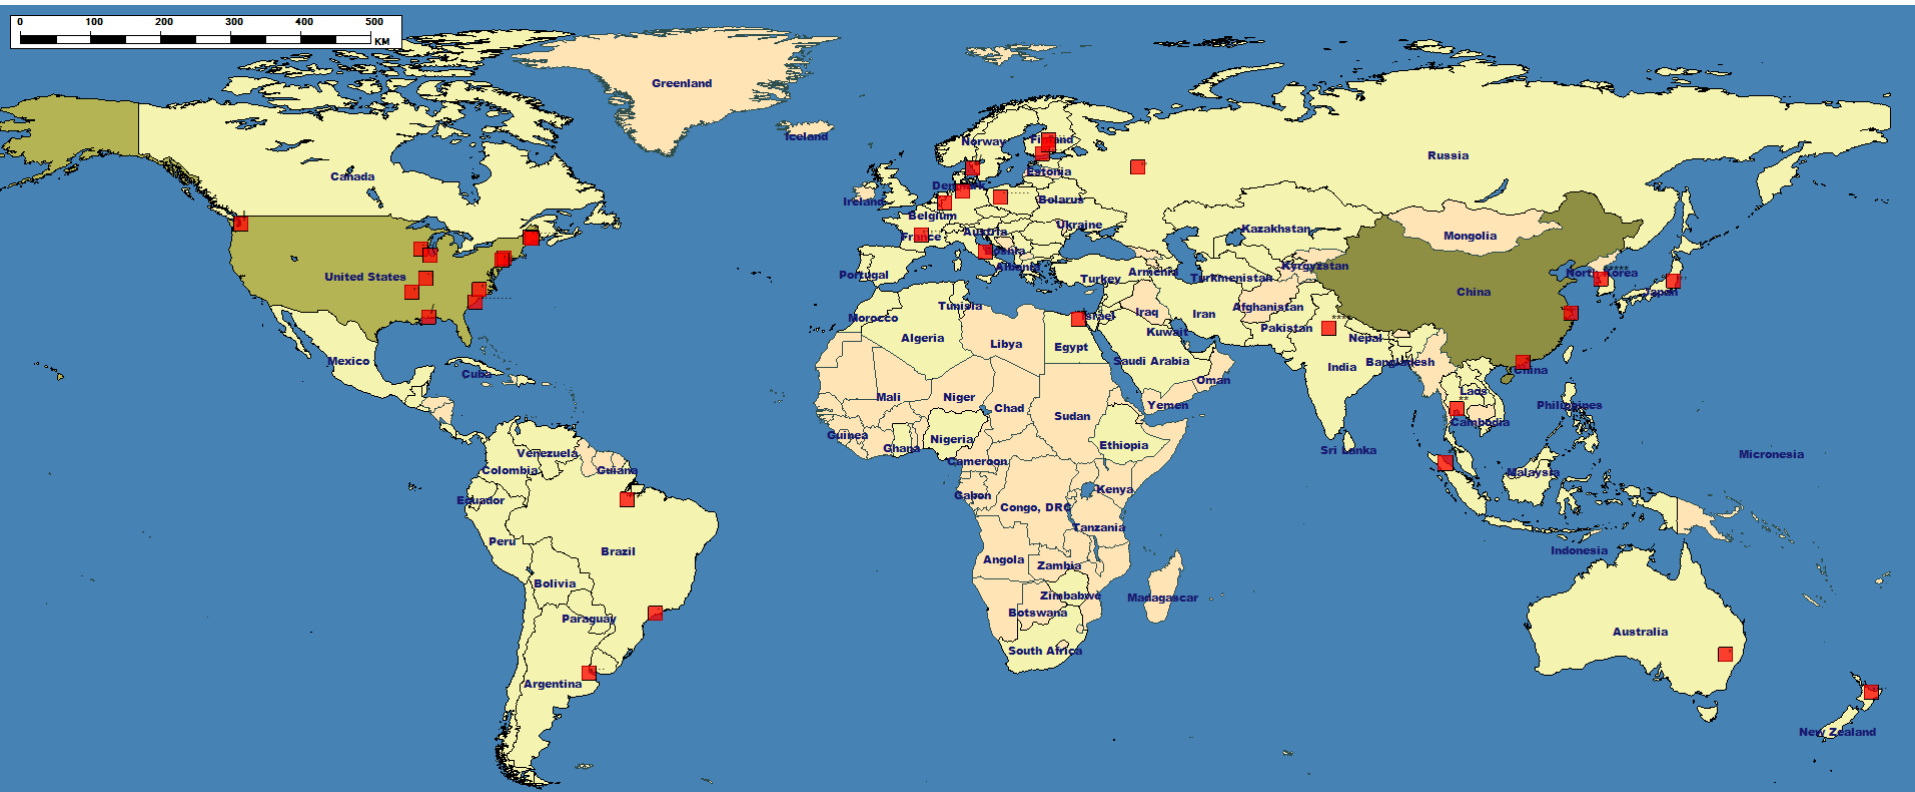 0 100 200 300 400 500
KM
Greenland
Iceland
Norway
Finland
Russia
Canada
Estonia
Denmark
Ireland
Belarus
Belgium
Ukraine
France
Austria
Kazakhstan
Mongolia
Bosnia
Albania
Kyrgyzstan
North Korea
United States
Portugal
Turkey
Armenia
Turkmenistan
China
Japan
Tunisia
Afghanistan
Morocco
Israel
Iraq
Iran
Pakistan
Kuwait
Nepal
Algeria
Libya
Egypt
Mexico
Saudi Arabia
India
Bangladesh
China
Cuba
Oman
Mali
Niger
Chad
Sudan
Yemen
Laos
Philippines
Cambodia
Guinea
Ghana
Nigeria
Ethiopia
Sri Lanka
Venezuela
Cameroon
Micronesia
Colombia
Guiana
Malaysia
Ecuador
Gabon
Kenya
Congo, DRC
Tanzania
Peru
Brazil
Indonesia
Angola
Zambia
Bolivia
Zimbabwe
Madagascar
Botswana
Paraguay
Australia
South Africa
Argentina
New Zealand